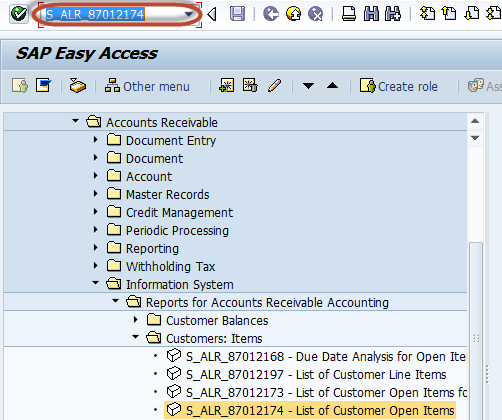 S_ALR_87012174
SAP Easy Access
Other menu
Create role
Ass
Accounts Receivable
Document Entry
Document
Account
Master Records
Credit Management
Periodic Processing
Reporting
Withholding Tax
Information System
Reports for Accounts Receivable Accounting
Customer Balances
Customers: Items
S_ALR_87012168 - Due Date Analysis for Open Ite
S_ALR_87012197 - List of Customer Line Items
S_ALR_87012173 - List of Customer Open Items fo
S_ALR_87012174 - List of Customer Open Items